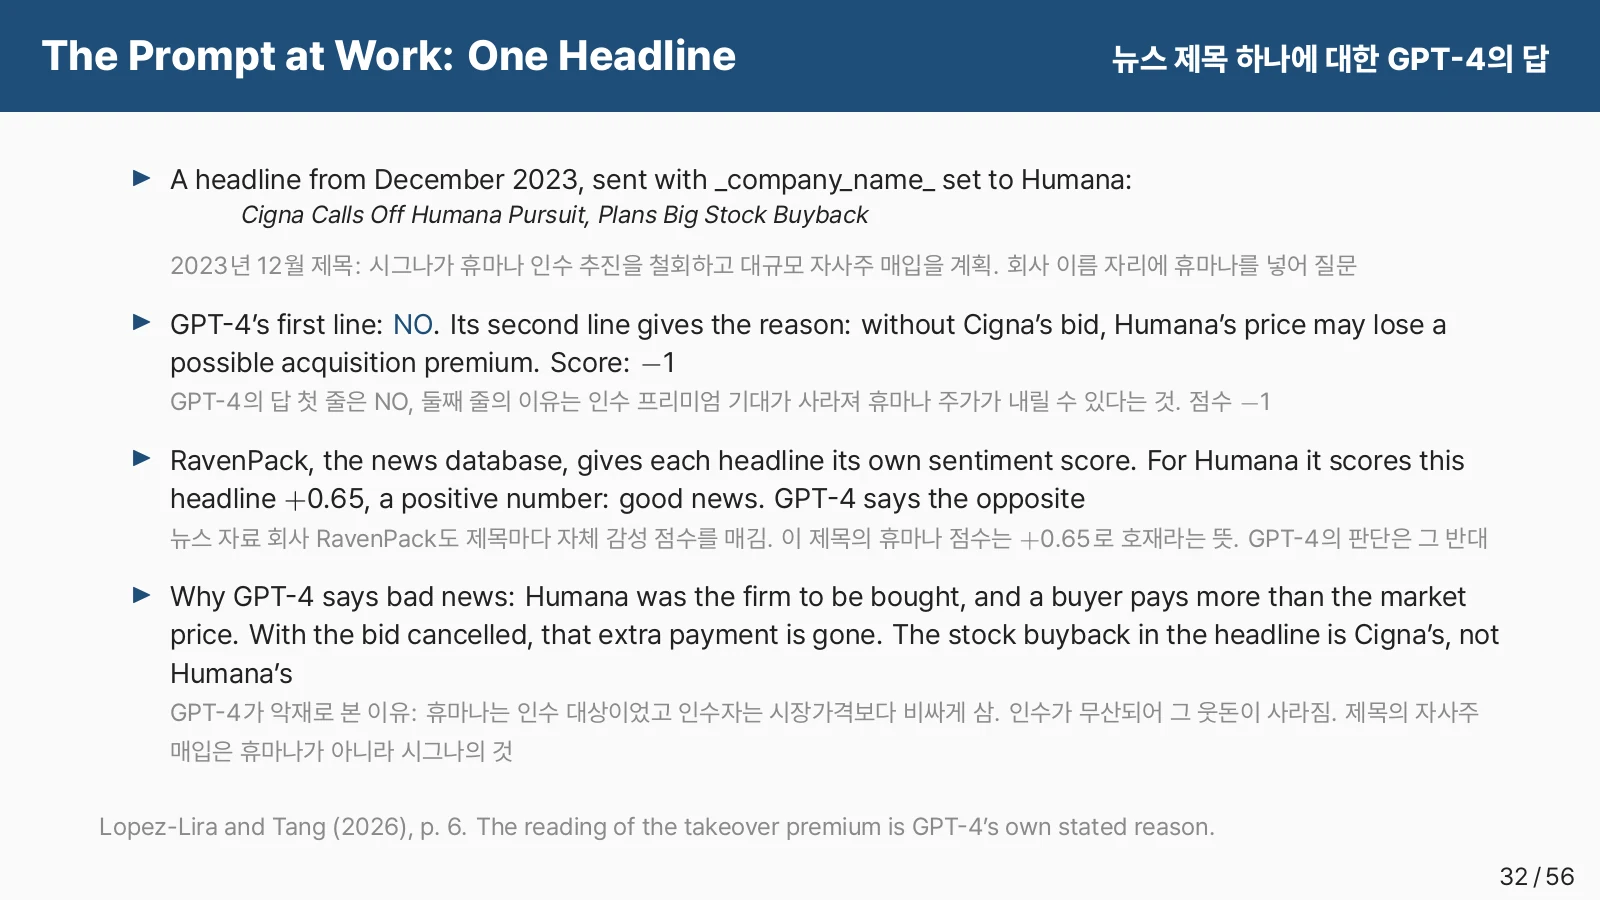 The Prompt at Work: One Headline
뉴스 제목 하나에 대한 GPT-4의 답
▶ A headline from December 2023, sent with _company_name_ set to Humana:
Cigna Calls Off Humana Pursuit, Plans Big Stock Buyback
2023년 12월 제목: 시그나가 휴마나 인수 추진을 철회하고 대규모 자사주 매입을 계획. 회사 이름 자리에 휴마나를 넣어 질문
▶ GPT-4’s first line: NO. Its second line gives the reason: without Cigna’s bid, Humana’s price may lose a
possible acquisition premium. Score: −1
GPT-4의 답 첫 줄은 NO, 둘째 줄의 이유는 인수 프리미엄 기대가 사라져 휴마나 주가가 내릴 수 있다는 것. 점수 −1
▶ RavenPack, the news database, gives each headline its own sentiment score. For Humana it scores this
headline +0.65, a positive number: good news. GPT-4 says the opposite
뉴스 자료 회사 RavenPack도 제목마다 자체 감성 점수를 매김. 이 제목의 휴마나 점수는 +0.65로 호재라는 뜻. GPT-4의 판단은 그 반대
▶ Why GPT-4 says bad news: Humana was the firm to be bought, and a buyer pays more than the market
price. With the bid cancelled, that extra payment is gone. The stock buyback in the headline is Cigna’s, not
Humana’s
GPT-4가 악재로 본 이유: 휴마나는 인수 대상이었고 인수자는 시장가격보다 비싸게 삼. 인수가 무산되어 그 웃돈이 사라짐. 제목의 자사주
매입은 휴마나가 아니라 시그나의 것
Lopez-Lira and Tang (2026), p. 6. The reading of the takeover premium is GPT-4’s own stated reason.
32 / 56